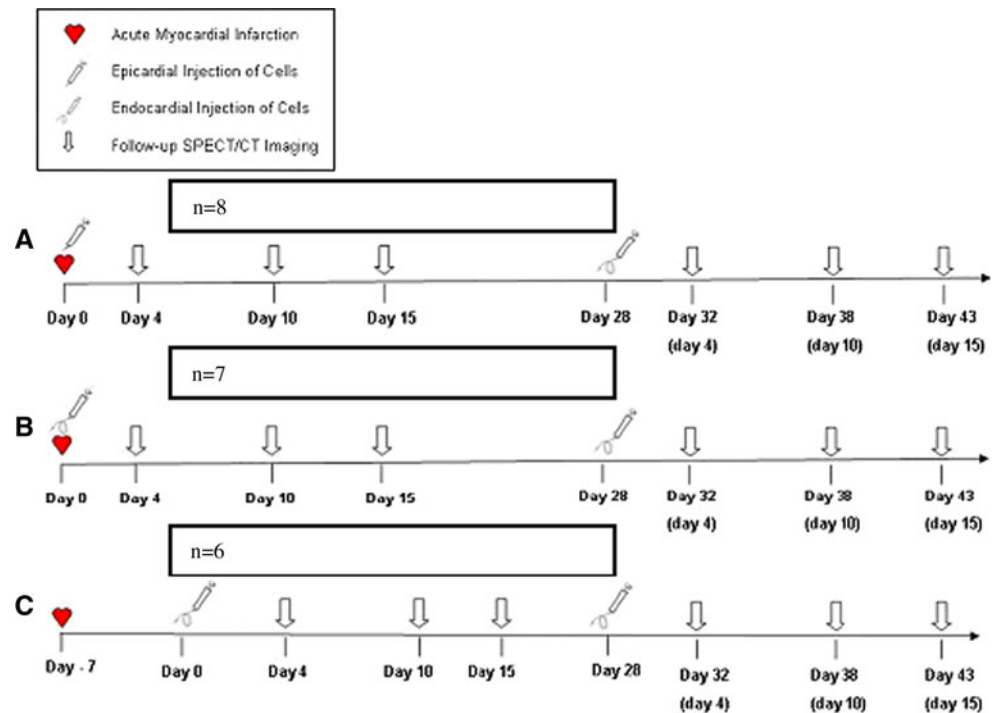 Acute Myocardial Infarction
Epicardial Injection of Cells
Endocardial Injection of Cells
Follow-up SPECT/CT Imaging
n=8
A
Day 0 Day 4 Day 10 Day 15 Day 28 Day 32 Day 38 Day 43
(day 4) (day 10) (day 15)
n=7
B
Day 0 Day 4 Day 10 Day 15 Day 28 Day 32 Day 38 Day 43
(day 4) (day 10) (day 15)
n=6
C
Day - 7 Day 0 Day 4 Day 10 Day 15 Day 28 Day 32 Day 38 Day 43
(day 4) (day 10) (day 15)